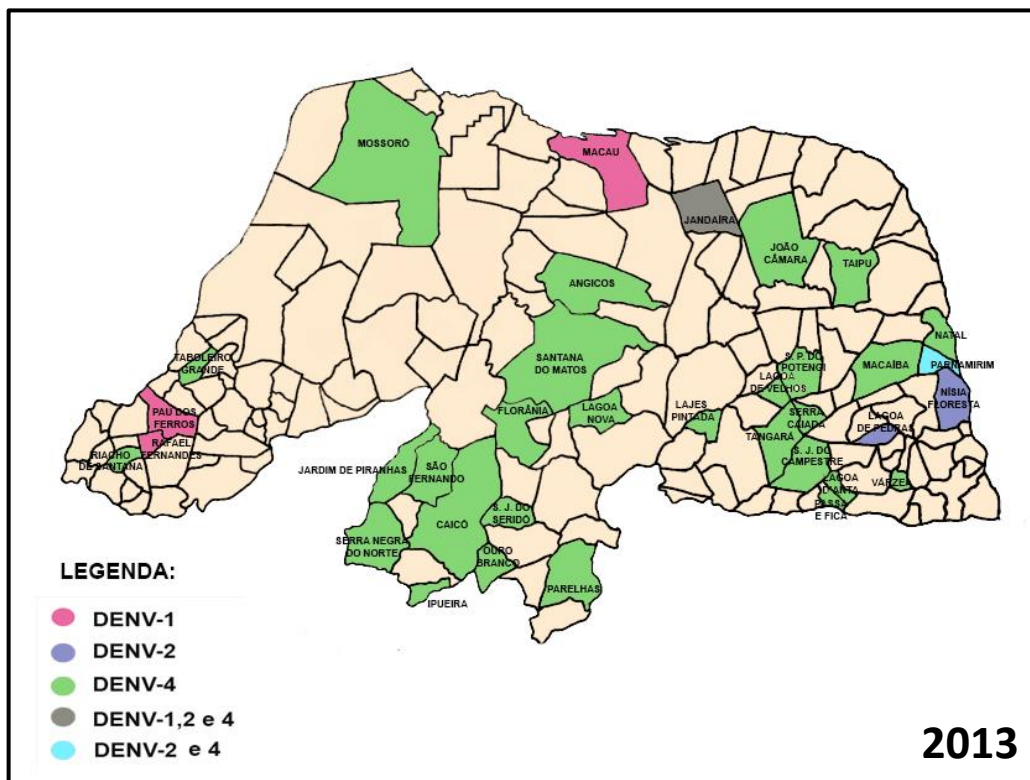 MOSSORÓ
MACAU
JANDAÍRA
JOÃO
CÂMARA
TAIPU
ANGICOS
NATAL
SANTANA
DO MATOS
S. P. DO
POTENGI
MACAÍBA
PARNAMIRIM
TABOLEIRO
GRANDE
LAGOA
DE VELHOS
NÍSIA
FLORESTA
PAU DOS
FERROS
FLORÂNIA
LAGOA
NOVA
LAJES
PINTADA
SERRA
CAIADA
LAGOA
DE PEDRAS
RAFAEL
FERNANDES
TANGARÁ
RIACHO
DE SANTANA
S. J. DO
CAMPESTRE
JARDIM DE PIRANHAS
SÃO
FERNANDO
LAGOA
D'ANTA
VÁRZEA
PASSA
E FICA
S. J. DO
SERIDÓ
CAICÓ
SERRA NEGRA
DO NORTE
OURO
BRANCO
PARELHAS
IPUEIRA
LEGENDA:
DENV-1
DENV-2
DENV-4
DENV-1,2 e 4
DENV-2 e 4
2013